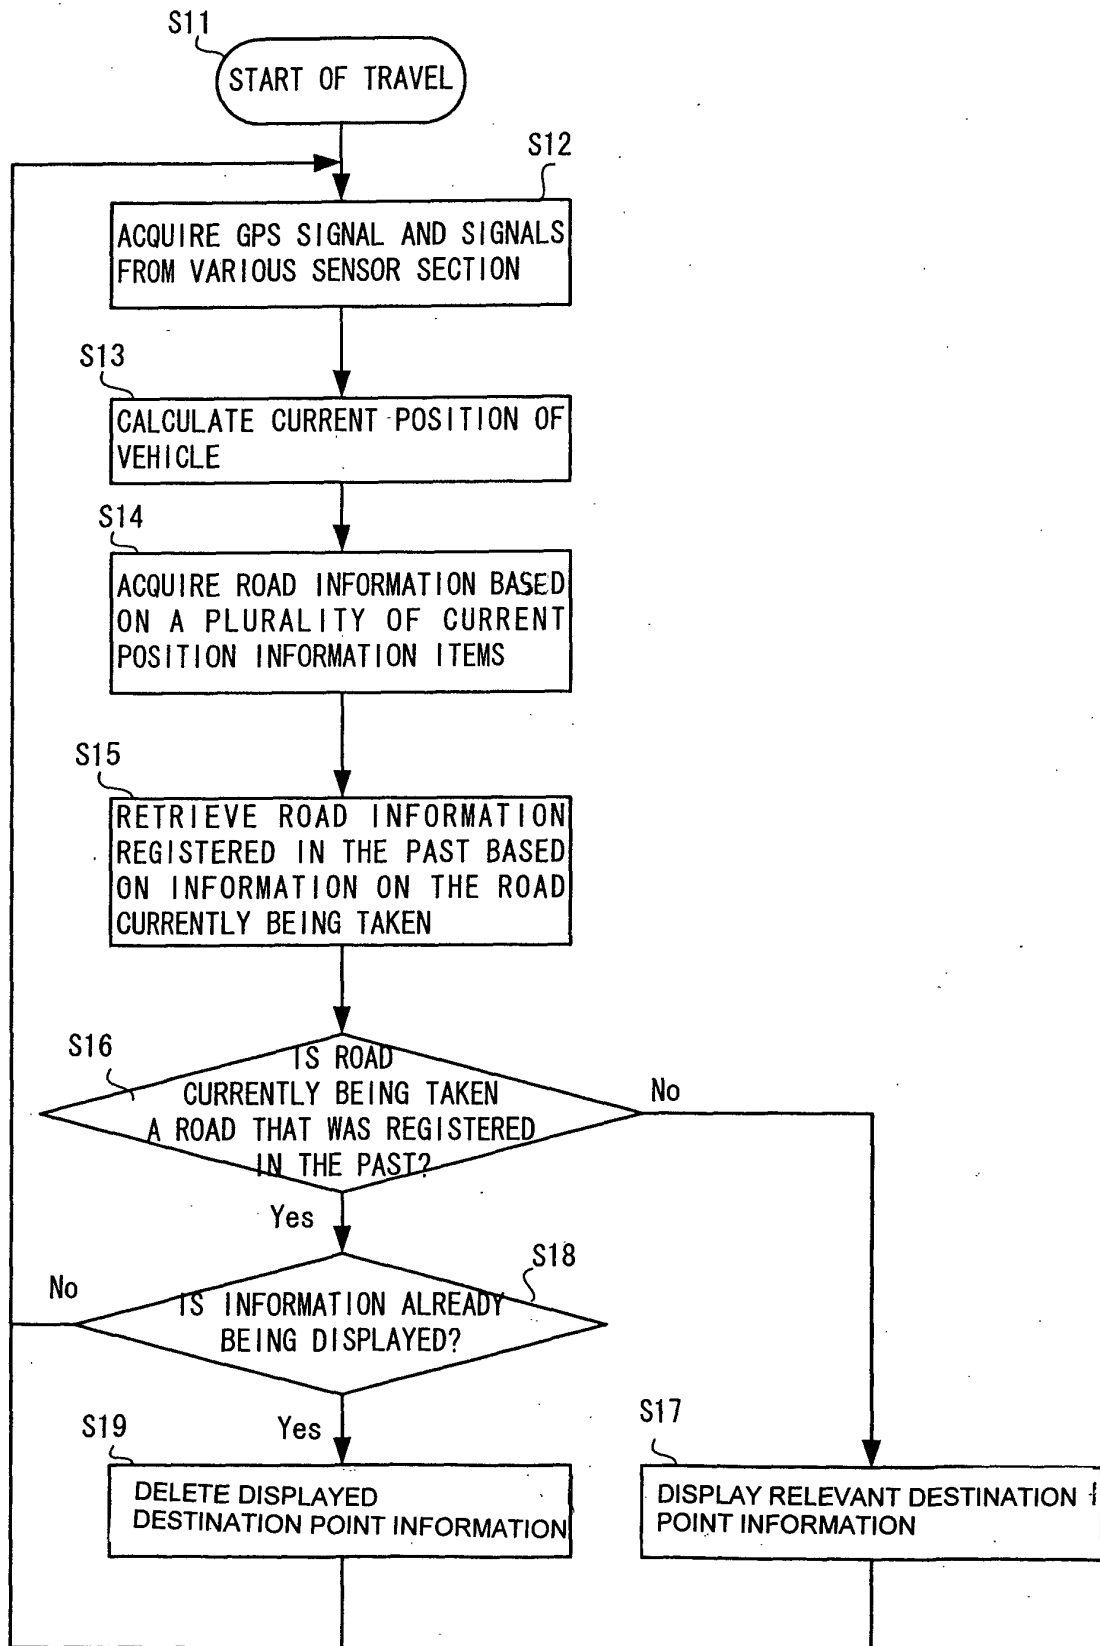 S11
START OF TRAVEL
S12
ACQUIRE GPS SIGNAL AND SIGNALS
FROM VARIOUS SENSOR SECTION
S13
CALCULATE CURRENT POSITION OF
VEHICLE
S14
ACQUIRE ROAD INFORMATION BASED
ON A PLURALITY OF CURRENT
POSITION INFORMATION ITEMS
S15
RETRIEVE ROAD INFORMATION
REGISTERED IN THE PAST BASED
ON INFORMATION ON THE ROAD
CURRENTLY BEING TAKEN
S16
IS ROAD
CURRENTLY BEING TAKEN
A ROAD THAT WAS REGISTERED
IN THE PAST?
No
Yes
S18
No
IS INFORMATION ALREADY
BEING DISPLAYED?
Yes
S19
DELETE DISPLAYED
DESTINATION POINT INFORMATION
S17
DISPLAY RELEVANT DESTINATION
POINT INFORMATION